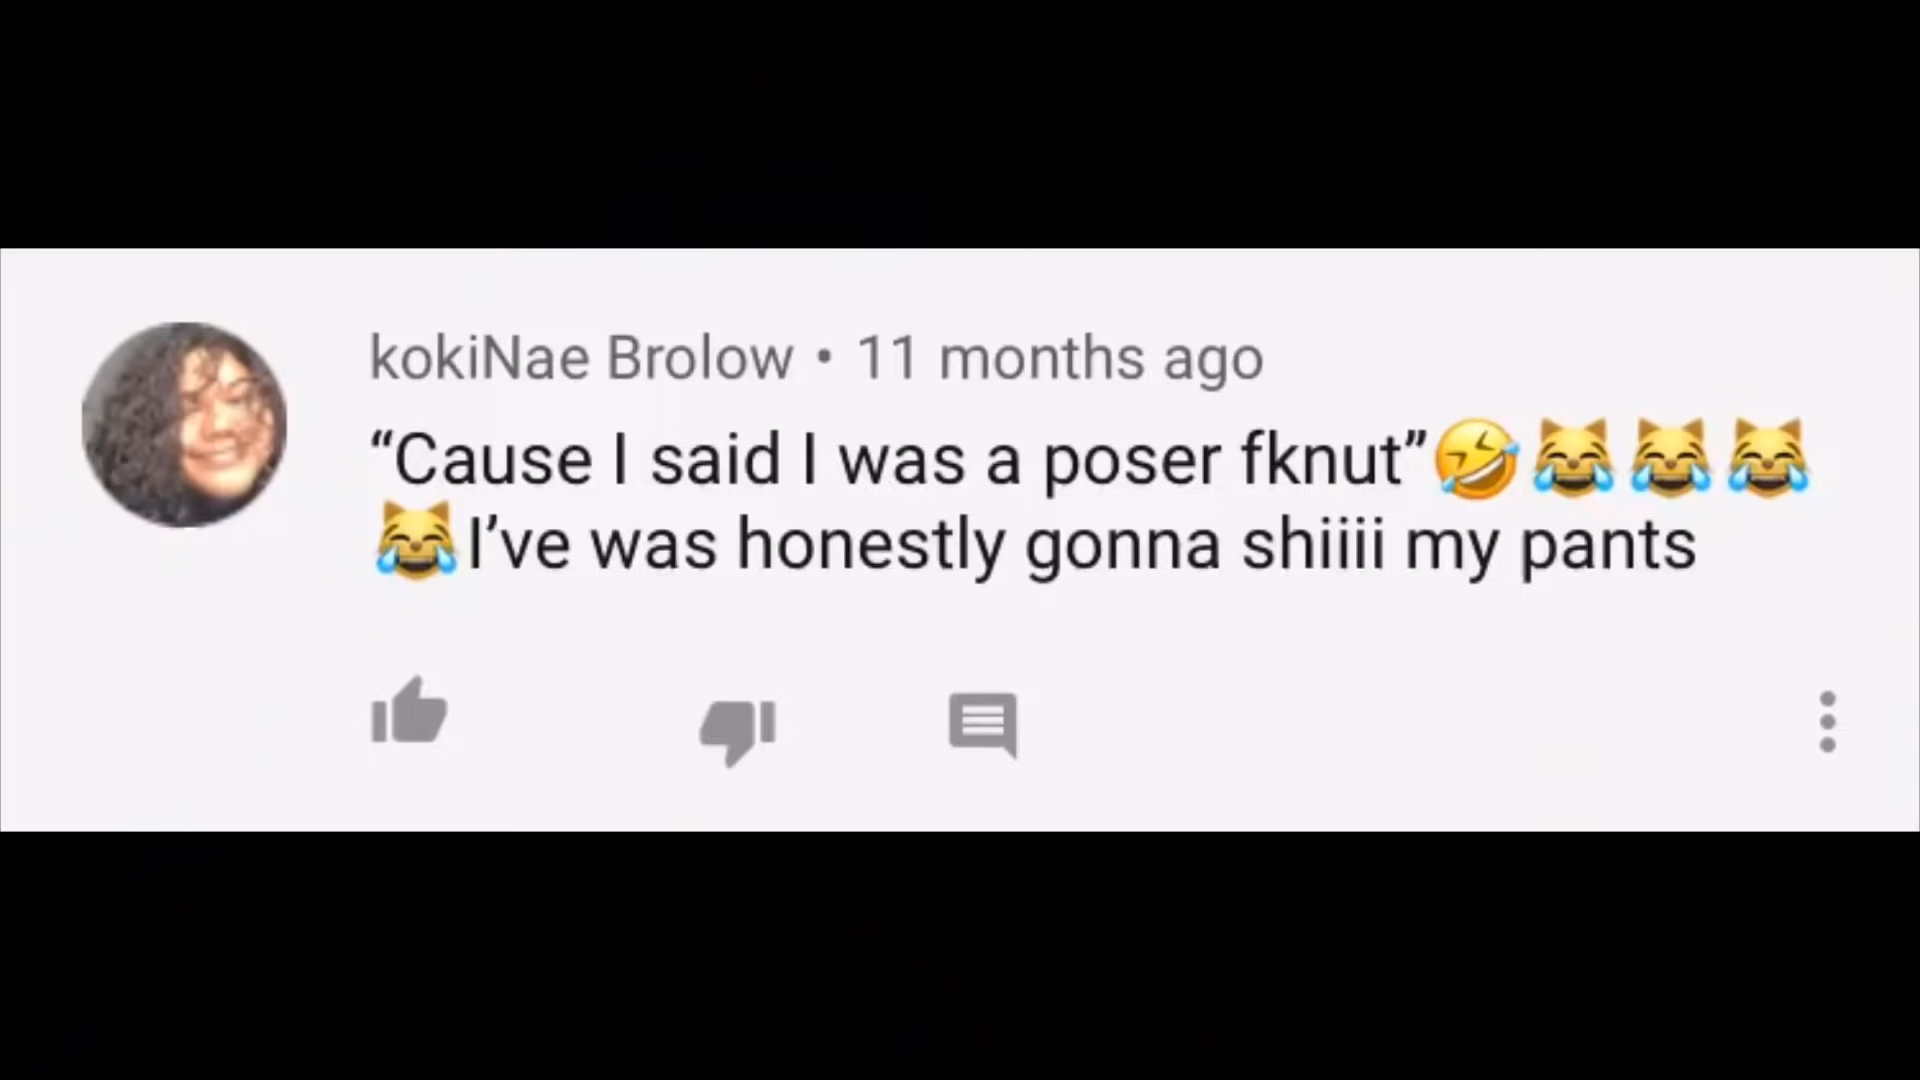 kokiNae Brolow • 11 months ago
“Cause I said I was a poser fknut”🤣😹😹😹
😹I’ve was honestly gonna shiiii my pants